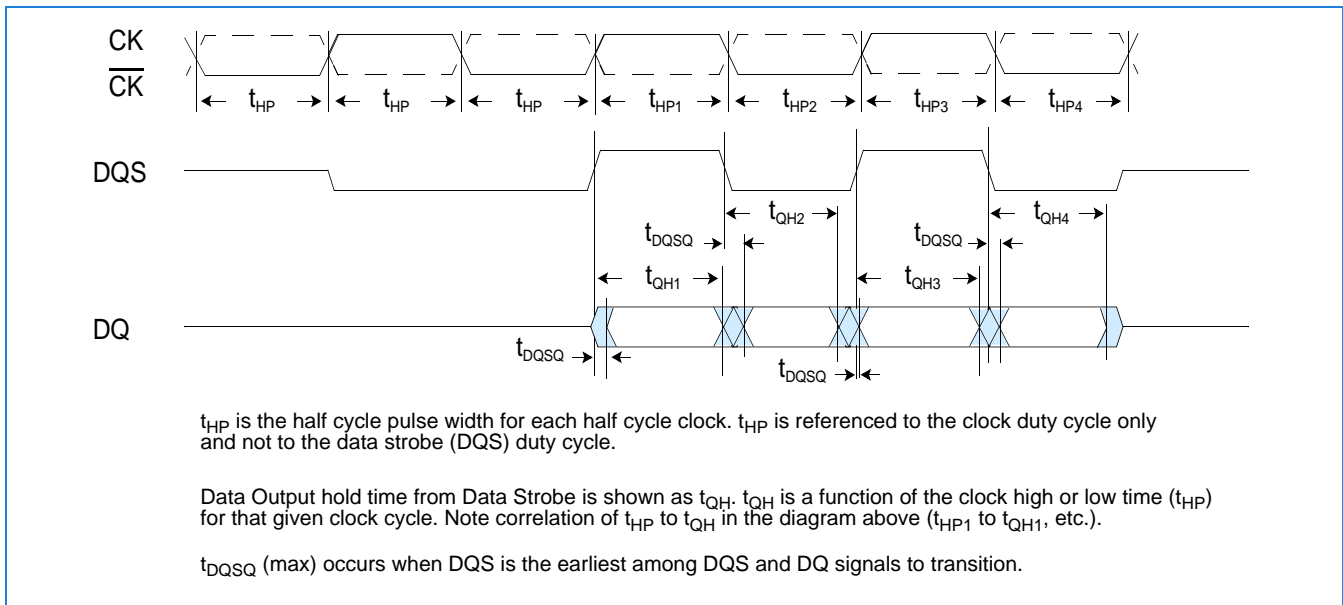 CK
CK
tHP tHP tHP tHP1 tHP2 tHP3 tHP4
DQS
tQH2 tQH4
tDQSQ tDQSQ
tQH1 tQH3
DQ
tDQSQ tDQSQ
tHP is the half cycle pulse width for each half cycle clock. tHP is referenced to the clock duty cycle only
and not to the data strobe (DQS) duty cycle.
Data Output hold time from Data Strobe is shown as tQH. tQH is a function of the clock high or low time (tHP)
for that given clock cycle. Note correlation of tHP to tQH in the diagram above (tHP1 to tQH1, etc.).
tDQSQ (max) occurs when DQS is the earliest among DQS and DQ signals to transition.